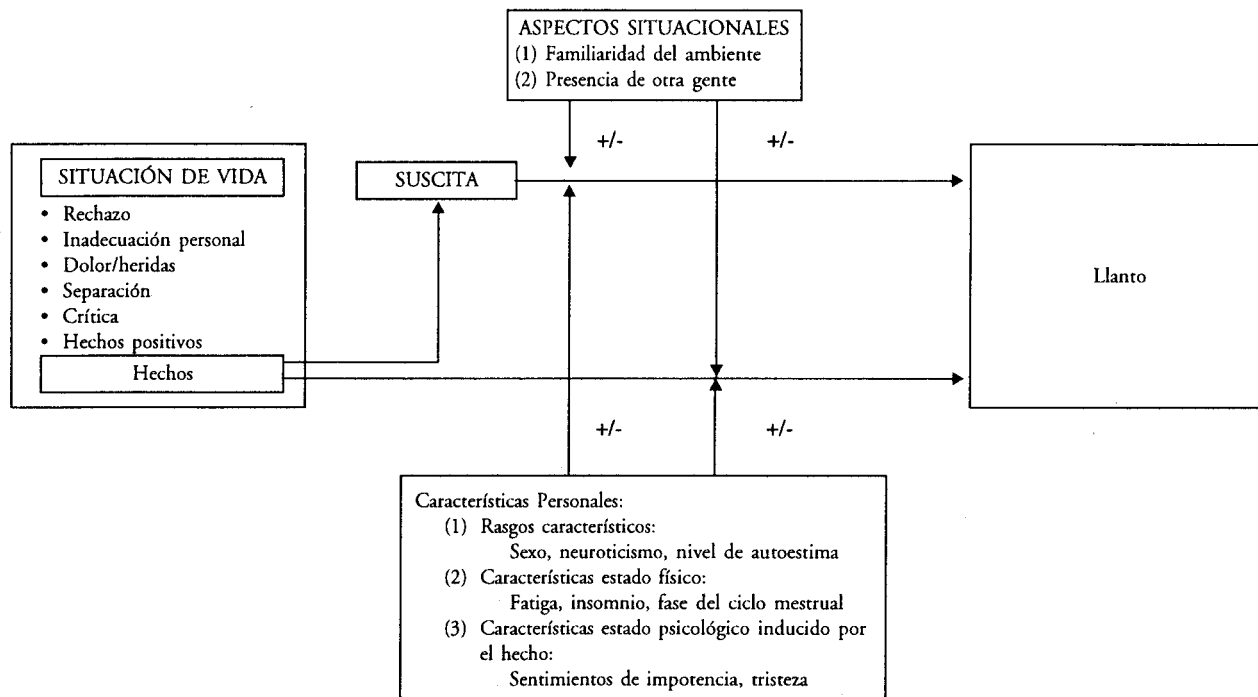 ASPECTOS SITUACIONALES
(1) Familiaridad del ambiente
(2) Presencia de otra gente
+/-
+/-
SITUACIÓN DE VIDA
• Rechazo
• Inadecuación personal
• Dolor/heridas
• Separación
• Crítica
• Hechos positivos
Hechos
SUSCITA
Llanto
+/-
+/-
Características Personales:
(1) Rasgos característicos:
Sexo, neuroticismo, nivel de autoestima
(2) Características estado físico:
Fatiga, insomnio, fase del ciclo mestrual
(3) Características estado psicológico inducido por
el hecho:
Sentimientos de impotencia, tristeza